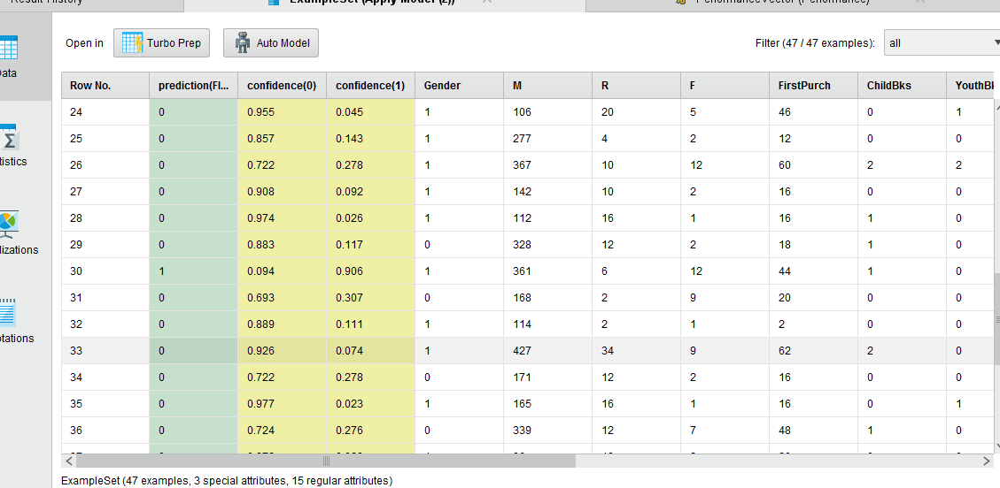 ExampleSet (Apply Model (2))
Open in Turbo Prep Auto Model Filter (47 / 47 examples): all
Row No. prediction(Fl... confidence(0) confidence(1) Gender M R F FirstPurch ChildBks YouthBk
24 0 0.955 0.045 1 106 20 5 46 0 1
25 0 0.857 0.143 1 277 4 2 12 0 0
26 0 0.722 0.278 1 367 10 12 60 2 2
27 0 0.908 0.092 1 142 10 2 16 0 0
28 0 0.974 0.026 1 112 16 1 16 1 0
29 0 0.883 0.117 0 328 12 2 18 1 0
30 1 0.094 0.906 1 361 6 12 44 1 0
31 0 0.693 0.307 0 168 2 9 20 0 0
32 0 0.889 0.111 1 114 2 1 2 0 0
33 0 0.926 0.074 1 427 34 9 62 2 0
34 0 0.722 0.278 0 171 12 2 16 0 0
35 0 0.977 0.023 1 165 16 1 16 0 1
36 0 0.724 0.276 0 339 12 7 48 1 0
ExampleSet (47 examples, 3 special attributes, 15 regular attributes)